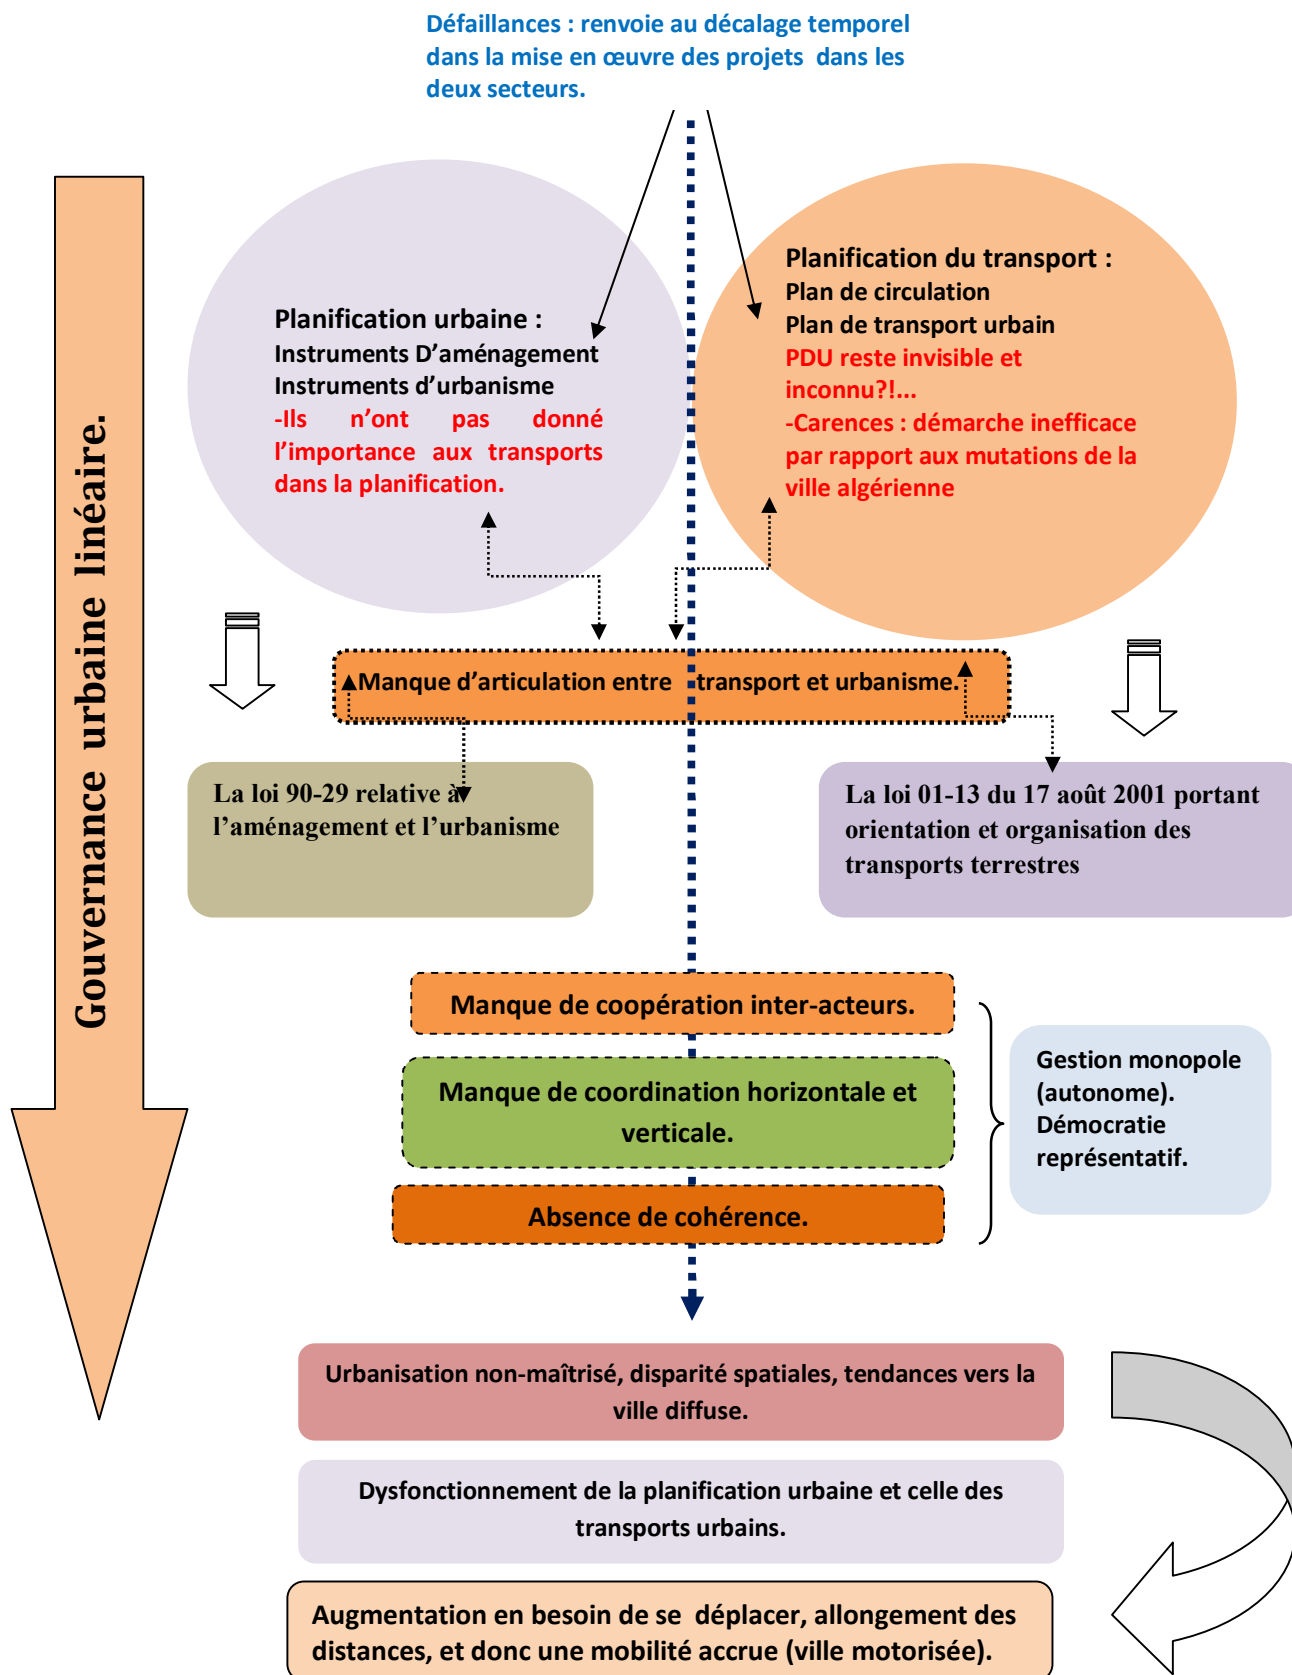 Défaillances : renvoie au décalage temporel
dans la mise en œuvre des projets dans les
deux secteurs.
Gouvernance urbaine linéaire.
Planification urbaine :
Instruments D’aménagement
Instruments d’urbanisme
-Ils n’ont pas donné
l’importance aux transports
dans la planification.
Planification du transport :
Plan de circulation
Plan de transport urbain
PDU reste invisible et
inconnu?!...
-Carences : démarche inefficace
par rapport aux mutations de la
ville algérienne
Manque d’articulation entre transport et urbanisme.
La loi 90-29 relative à
l’aménagement et l’urbanisme
La loi 01-13 du 17 août 2001 portant
orientation et organisation des
transports terrestres
Manque de coopération inter-acteurs.
Manque de coordination horizontale et
verticale.
Absence de cohérence.
Gestion monopole
(autonome).
Démocratie
représentatif.
Urbanisation non-maîtrisé, disparité spatiales, tendances vers la
ville diffuse.
Dysfonctionnement de la planification urbaine et celle des
transports urbains.
Augmentation en besoin de se déplacer, allongement des
distances, et donc une mobilité accrue (ville motorisée).